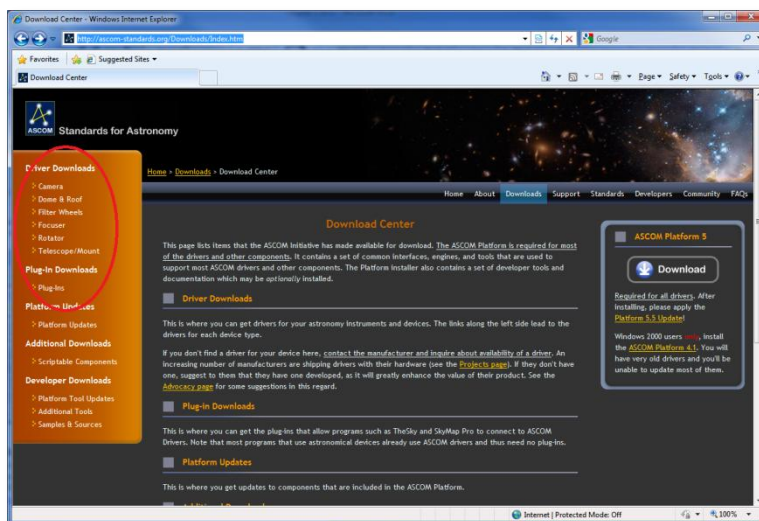 Download Center - Windows Internet Explorer
http://ascom-standards.org/Downloads/Index.htm
Google
Favorites
Suggested Sites
Download Center
Page
Safety
Tools
ASCOM
Standards for Astronomy
Driver Downloads
Camera
Dome & Roof
Filter Wheels
Focuser
Rotator
Telescope/Mount
Plug-In Downloads
Plug-Ins
Platform Updates
Platform Updates
Additional Downloads
Scriptable Components
Developer Downloads
Platform Tool Updates
Additional Tools
Samples & Sources
Home > Downloads > Download Center
Home About Downloads Support Standards Developers Community FAQs
Download Center
This page lists items that the ASCOM Initiative has made available for download. The ASCOM Platform is required for most
of the drivers and other components. It contains a set of common interfaces, engines, and tools that are used to
support most ASCOM drivers and other components. The Platform installer also contains a set of developer tools and
documentation which may be optionally installed.
Driver Downloads
This is where you can get drivers for your astronomy instruments and devices. The links along the left side lead to the
drivers for each device type.
If you don't find a driver for your device here, contact the manufacturer and inquire about availability of a driver. An
increasing number of manufacturers are shipping drivers with their hardware (see the Projects page). If they don't have
one, suggest to them that they have one developed, as it will greatly enhance the value of their product. See the
Advocacy page for some suggestions in this regard.
Plug-in Downloads
This is where you can get the plug-ins that allow programs such as TheSky and SkyMap Pro to connect to ASCOM
Drivers. Note that most programs that use astronomical devices already use ASCOM drivers and thus need no plug-ins.
Platform Updates
This is where you get updates to components that are included in the ASCOM Platform.
ASCOM Platform 5
Download
Required for all drivers. After
installing, please apply the
Platform 5.5 Update!
Windows 2000 users only, install
the ASCOM Platform 4.1. You will
have very old drivers and you'll be
unable to update most of them.
Internet | Protected Mode: Off
100%